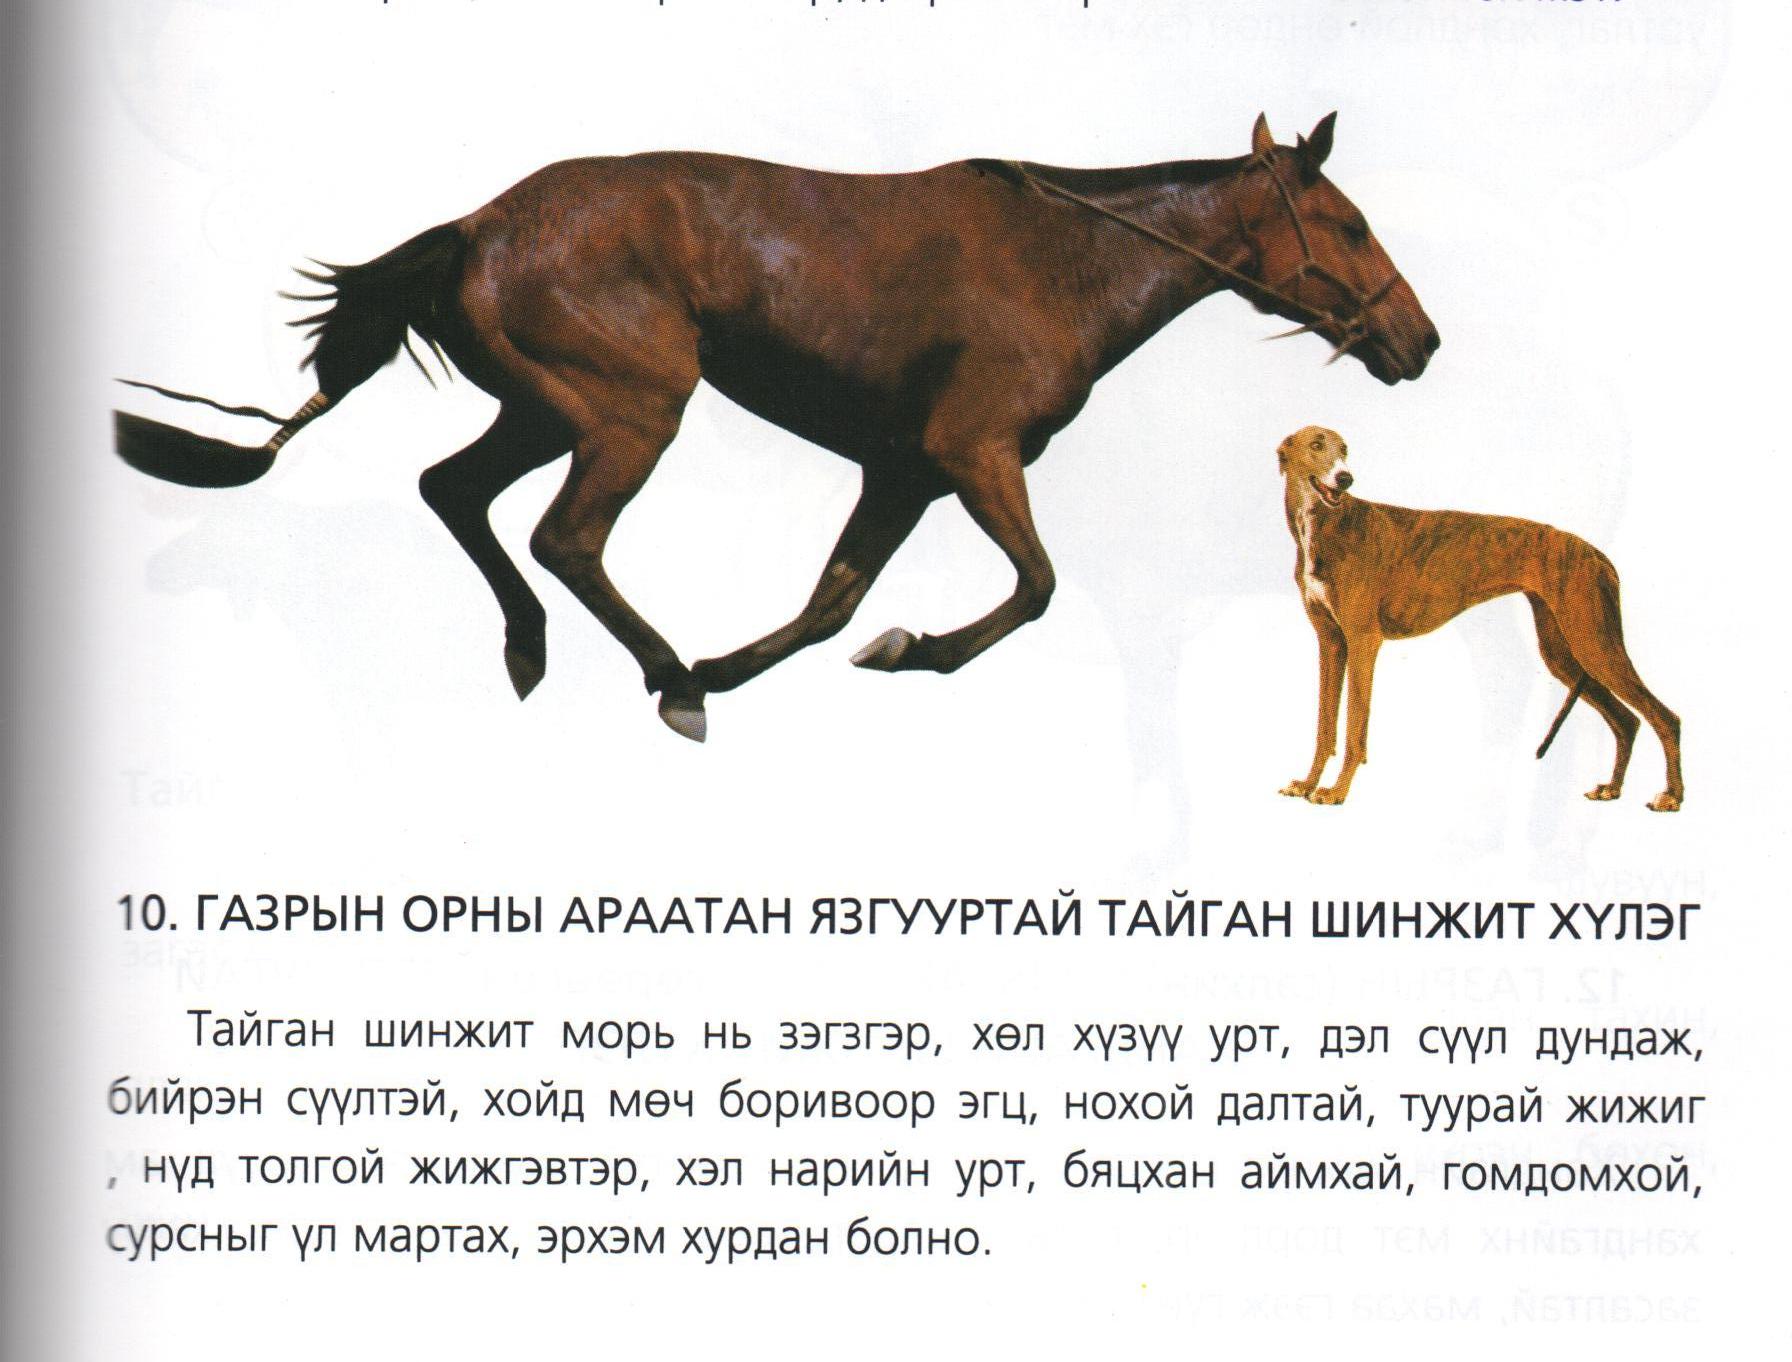 10. ГАЗРЫН ОРНЫ АРААТАН ЯЗГУУРТАЙ ТАЙГАН ШИНЖИТ ХҮЛЭГ
Тайган шинжит морь нь зэгзгэр, хөл хүзүү урт, дэл сүүл дундаж,
бийрэн сүүлтэй, хойд мөч боривоор эгц, нохой далтай, туурай жижиг
, нүд толгой жижгэвтэр, хэл нарийн урт, бяцхан аймхай, гомдомхой,
сурсныг үл мартах, эрхэм хурдан болно.